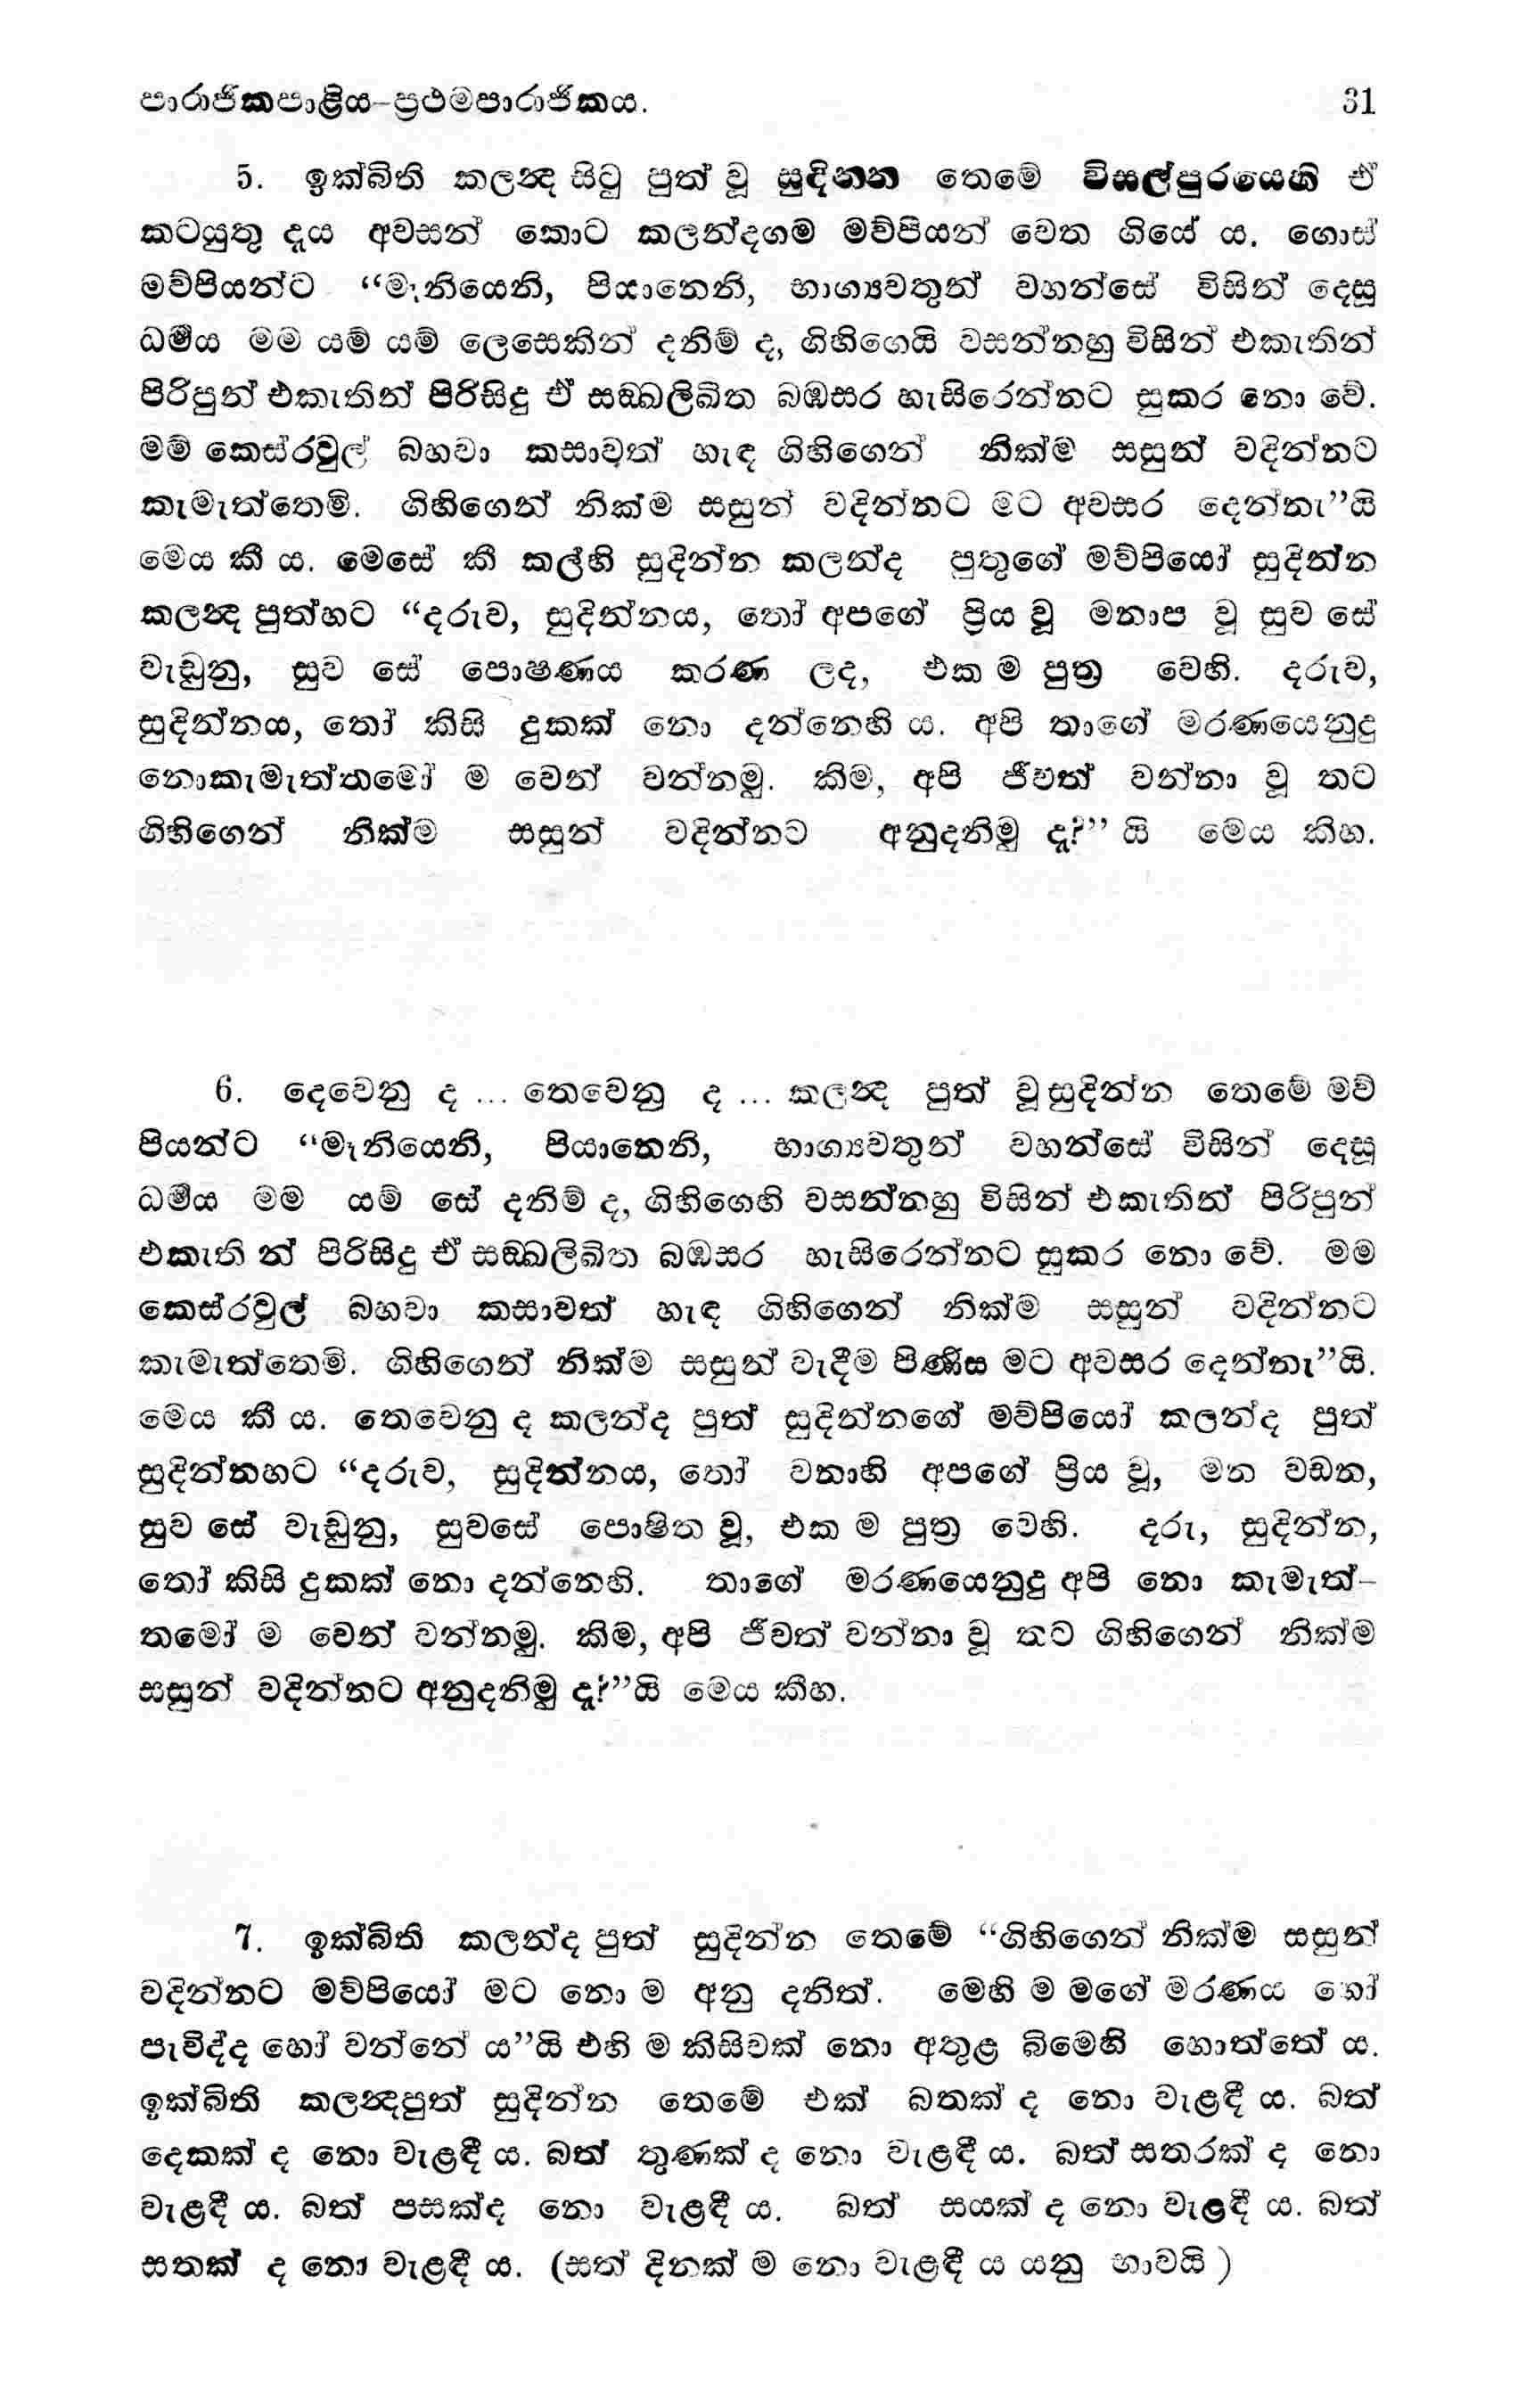 පාරාජිකපාළිය-ප්‍රථමපාරාජිකය. 31
5. ඉක්බිති කලන්‍ද සිටු පුත් වූ සුදින්න තෙමේ විසල්පුරයෙහි ඒ
කටයුතු දැය අවසන් කොට කලන්දගම මව්පියන් වෙත ගියේ ය. ගොස්
මව්පියන්ට “මෑනියෙනි, පියානෙනි, භාග්‍යවතුන් වහන්සේ විසින් දෙසූ
ධර්‍මය මම යම් යම් ලෙසෙකින් දනිම් ද, ගිහිගෙයි වසන්නහු විසින් එකැතින්
පිරිපුන් එකැතින් පිරිසිදු ඒ සඞ්ඛලිඛිත බඹසර හැසිරෙන්නට සුකර නො වේ.
මම් කෙස්රවුල් බහවා කසාවත් හැඳ ගිහිගෙන් නික්ම සසුන් වදින්නට
කැමැත්තෙමි. ගිහිගෙන් නික්ම සසුන් වදින්නට මට අවසර දෙන්නැ”යි
මෙය කී ය. මෙසේ කී කල්හි සුදින්න කලන්ද පුතුගේ මව්පියෝ සුදින්න
කලන්‍ද පුත්හට “දරුව, සුදින්නය, තෝ අපගේ ප්‍රිය වූ මනාප වූ සුව සේ
වැඩුනු, සුව සේ පොෂණය කරණ ලද, එක ම පුත්‍ර වෙහි. දරුව,
සුදින්නය, තෝ කිසි දුකක් නො දන්නෙහි ය. අපි තාගේ මරණයෙනුදු
නොකැමැත්තමෝ ම වෙන් වන්නමු. කිම, අපි ජීවත් වන්නා වූ තට
ගිහිගෙන් නික්ම සසුන් වදින්නට අනුදනිමු ද?” යි මෙය කිහ.
6. දෙවෙනු ද ... තෙවෙනු ද ... කලන්‍ද පුත් වූ සුදින්න තෙමේ මව්
පියන්ට “මෑනියෙනි, පියානෙනි, භාග්‍යවතුන් වහන්සේ විසින් දෙසූ
ධර්‍මය මම යම් සේ දනිම් ද, ගිහිගෙහි වසන්නහු විසින් එකැතින් පිරිපුන්
එකැති න් පිරිසිදු ඒ සඞ්ඛලිඛිත බඹසර හැසිරෙන්නට සුකර නො වේ. මම
කෙස්රවුල් බහවා කසාවත් හැඳ ගිහිගෙන් නික්ම සසුන් වදින්නට
කැමැත්තෙමි. ගිහිගෙන් නික්ම සසුන් වැදීම පිණිස මට අවසර දෙන්නැ”යි.
මෙය කී ය. තෙවෙනු ද කලන්ද පුත් සුදින්නගේ මව්පියෝ කලන්ද පුත්
සුදින්නහට “දරුව, සුදින්නය, තෝ වනාහි අපගේ ප්‍රිය වූ, මන වඩන,
සුව සේ වැඩුනු, සුවසේ පොෂිත වූ, එක ම පුත්‍ර වෙහි. දරු, සුදින්න,
තෝ කිසි දුකක් නො දන්නෙහි. තාගේ මරණයෙනුදු අපි නො කැමැත්-
තමෝ ම වෙන් වන්නමු. කිම, අපි ජීවත් වන්නා වූ තට ගිහිගෙන් නික්ම
සසුන් වදින්නට අනුදනිමු ද?”යි මෙය කීහ.
7. ඉක්බිති කලන්ද පුත් සුදින්න තෙමේ “ගිහිගෙන් නික්ම සසුන්
වදින්නට මව්පියෝ මට නො ම අනු දනිත්. මෙහි ම මගේ මරණය හෝ
පැවිද්ද හෝ වන්නේ ය”යි එහි ම කිසිවක් නො අතුළ බිමෙහි හොත්තේ ය.
ඉක්බිති කලන්‍දපුත් සුදින්න තෙමේ එක් බතක් ද නො වැළඳී ය. බත්
දෙකක් ද නො වැළඳී ය. බත් තුණක් ද නො වැළඳී ය. බත් සතරක් ද නො
වැළඳී ය. බත් පසක්ද නො වැළඳී ය. බත් සයක් ද නො වැළඳී ය. බත්
සතක් ද නො වැළඳී ය. (සත් දිනක් ම නො වැළඳී ය යනු භාවයි)